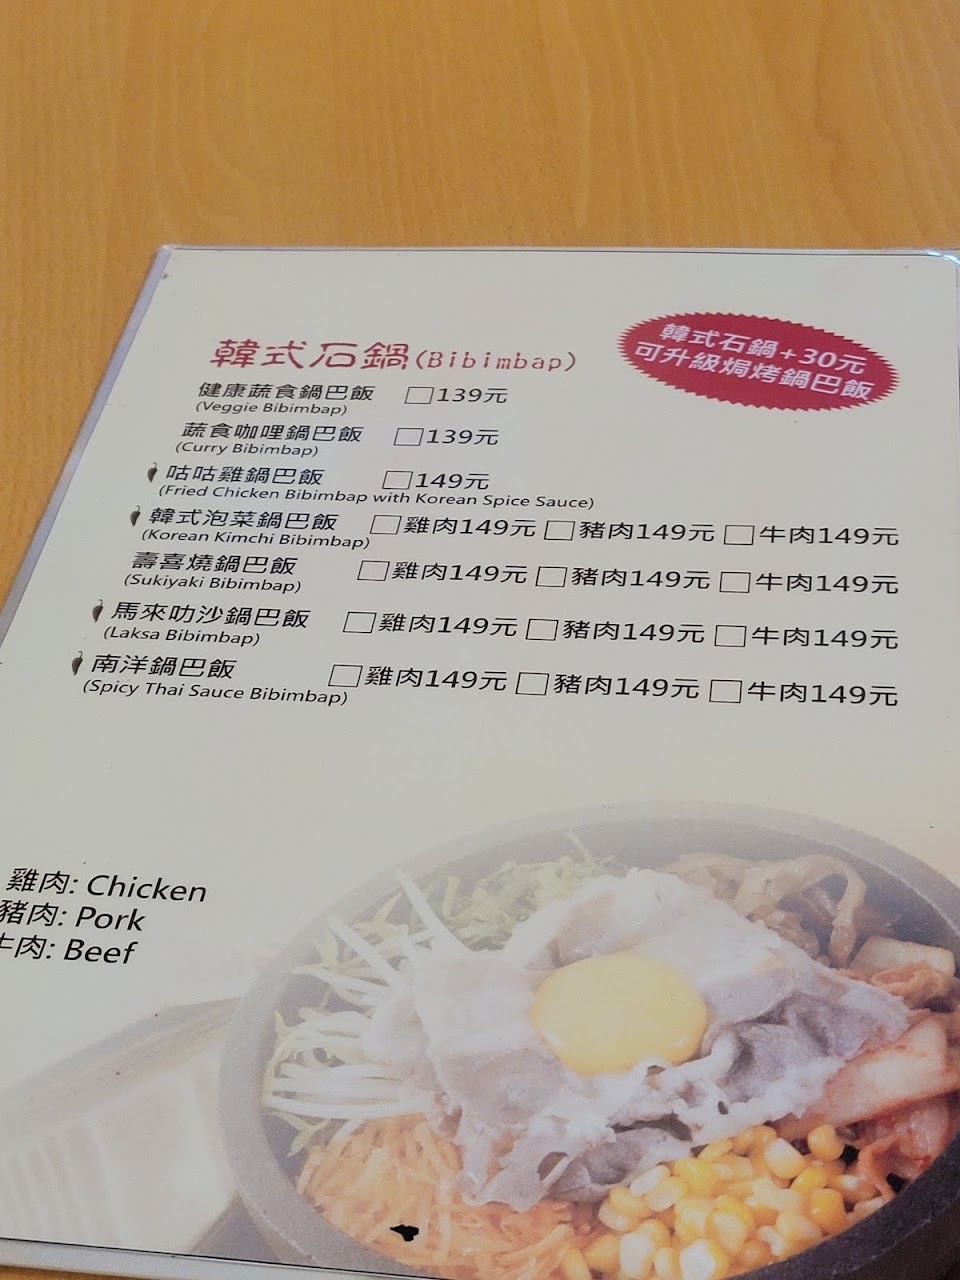 韓式石鍋(Bibimbap)
韓式石鍋+30元
可升級焗烤鍋巴飯
健康蔬食鍋巴飯 □139元
(Veggie Bibimbap)
蔬食咖哩鍋巴飯 □139元
(Curry Bibimbap)
咕咕雞鍋巴飯 □149元
(Fried Chicken Bibimbap with Korean Spice Sauce)
韓式泡菜鍋巴飯 □雞肉149元 □豬肉149元 □牛肉149元
(Korean Kimchi Bibimbap)
壽喜燒鍋巴飯 □雞肉149元 □豬肉149元 □牛肉149元
(Sukiyaki Bibimbap)
馬來叻沙鍋巴飯 □雞肉149元 □豬肉149元 □牛肉149元
(Laksa Bibimbap)
南洋鍋巴飯 □雞肉149元 □豬肉149元 □牛肉149元
(Spicy Thai Sauce Bibimbap)
雞肉: Chicken
豬肉: Pork
牛肉: Beef